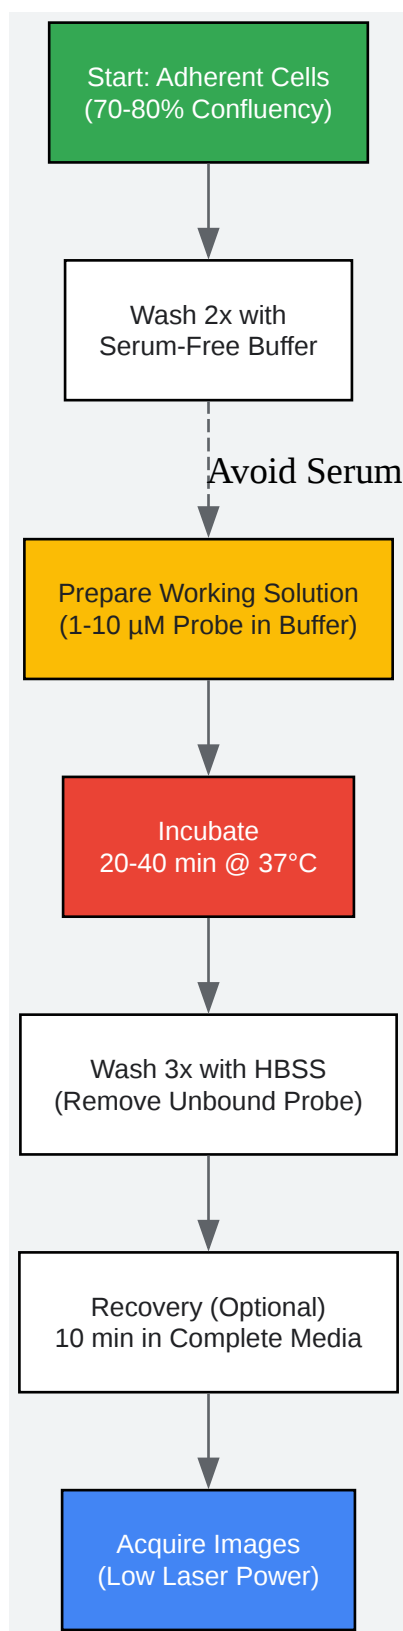 Start: Adherent Cells
(70-80% Confluency)
Wash 2x with
Serum-Free Buffer
Avoid Serum
Prepare Working Solution
(1-10 µM Probe in Buffer)
Incubate
20-40 min @ 37°C
Wash 3x with HBSS
(Remove Unbound Probe)
Recovery (Optional)
10 min in Complete Media
Acquire Images
(Low Laser Power)